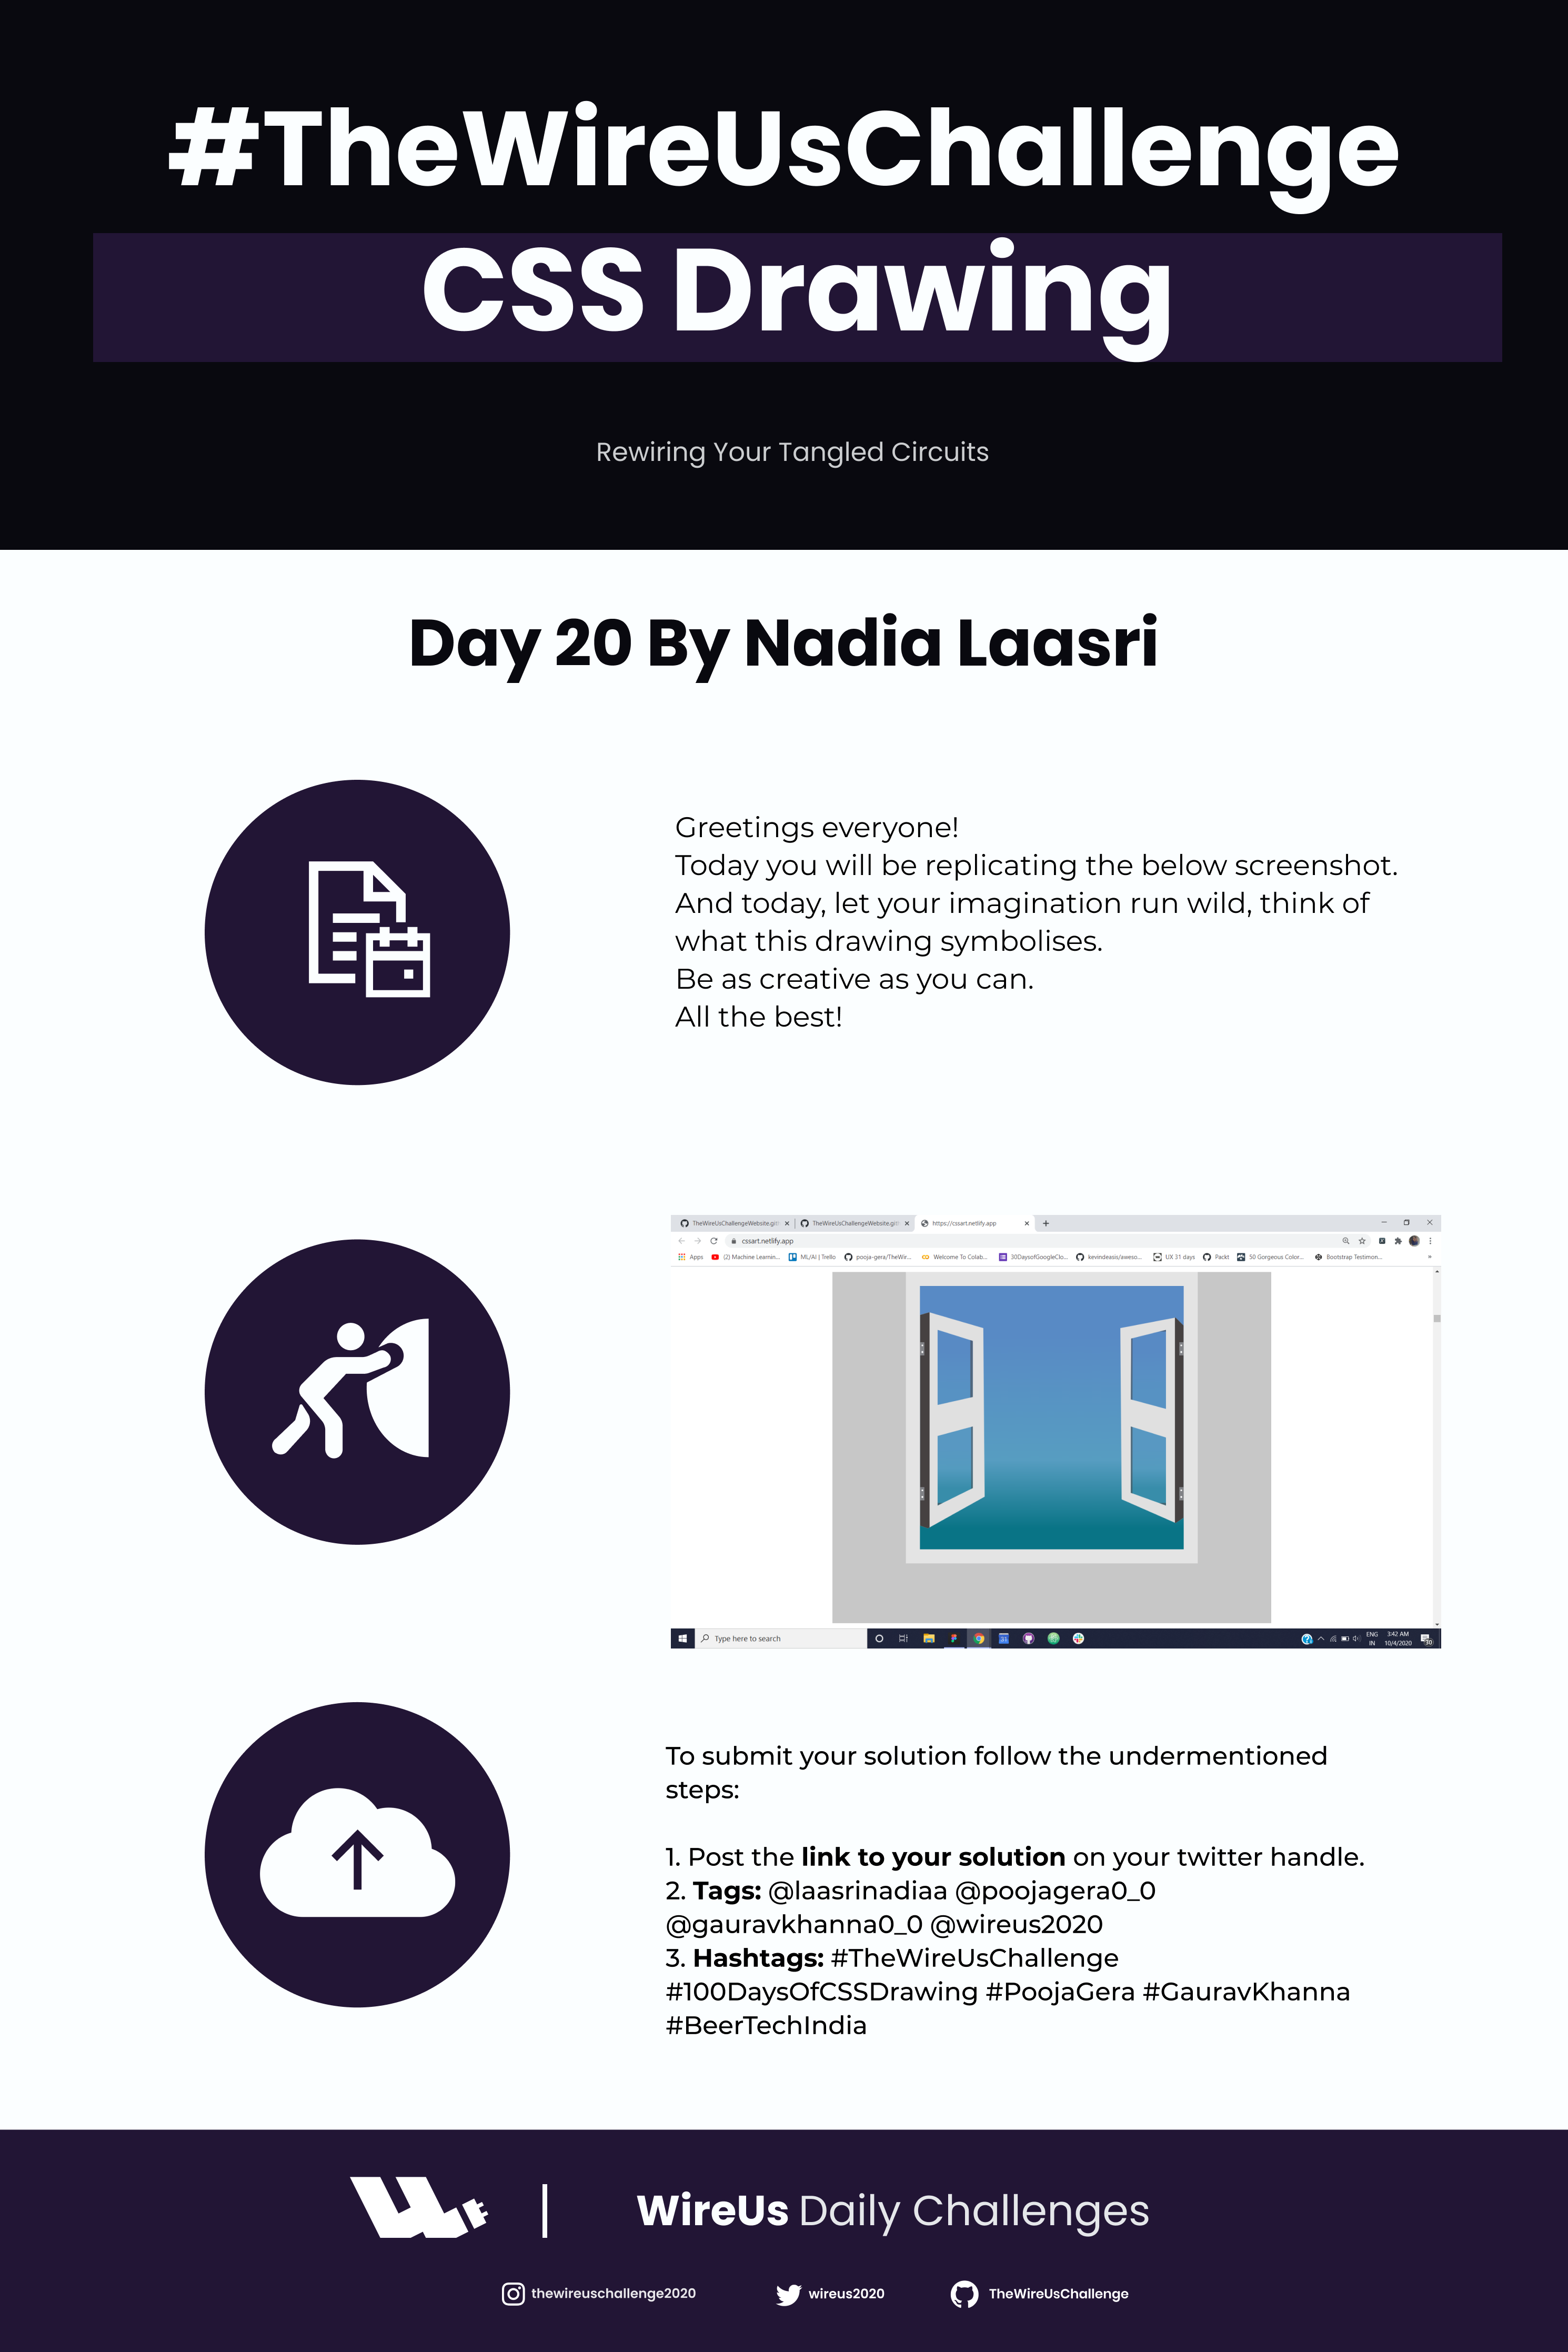 #TheWireUsChallenge
CSS Drawing
Rewiring Your Tangled Circuits
Day 20 By Nadia Laasri
Greetings everyone!
Today you will be replicating the below screenshot.
And today, let your imagination run wild, think of
what this drawing symbolises.
Be as creative as you can.
All the best!
TheWireUsChallengeWebsite.git TheWireUsChallengeWebsite.git https://cssart.netlify.app
cssart.netlify.app
Apps (2) Machine Learnin... ML/AI | Trello pooja-gera/TheWir... Welcome To Colab... 30DaysofGoogleClo... kevindeasis/aweso... UX 31 days Packt 50 Gorgeous Color... Bootstrap Testimon... »
Type here to search
ENG 3:42 AM
IN 10/4/2020
To submit your solution follow the undermentioned
steps:
1. Post the link to your solution on your twitter handle.
2. Tags: @laasrinadiaa @poojagera0_0
@gauravkhanna0_0 @wireus2020
3. Hashtags: #TheWireUsChallenge
#100DaysOfCSSDrawing #PoojaGera #GauravKhanna
#BeerTechIndia
WireUs Daily Challenges
thewireuschallenge2020 wireus2020 TheWireUsChallenge